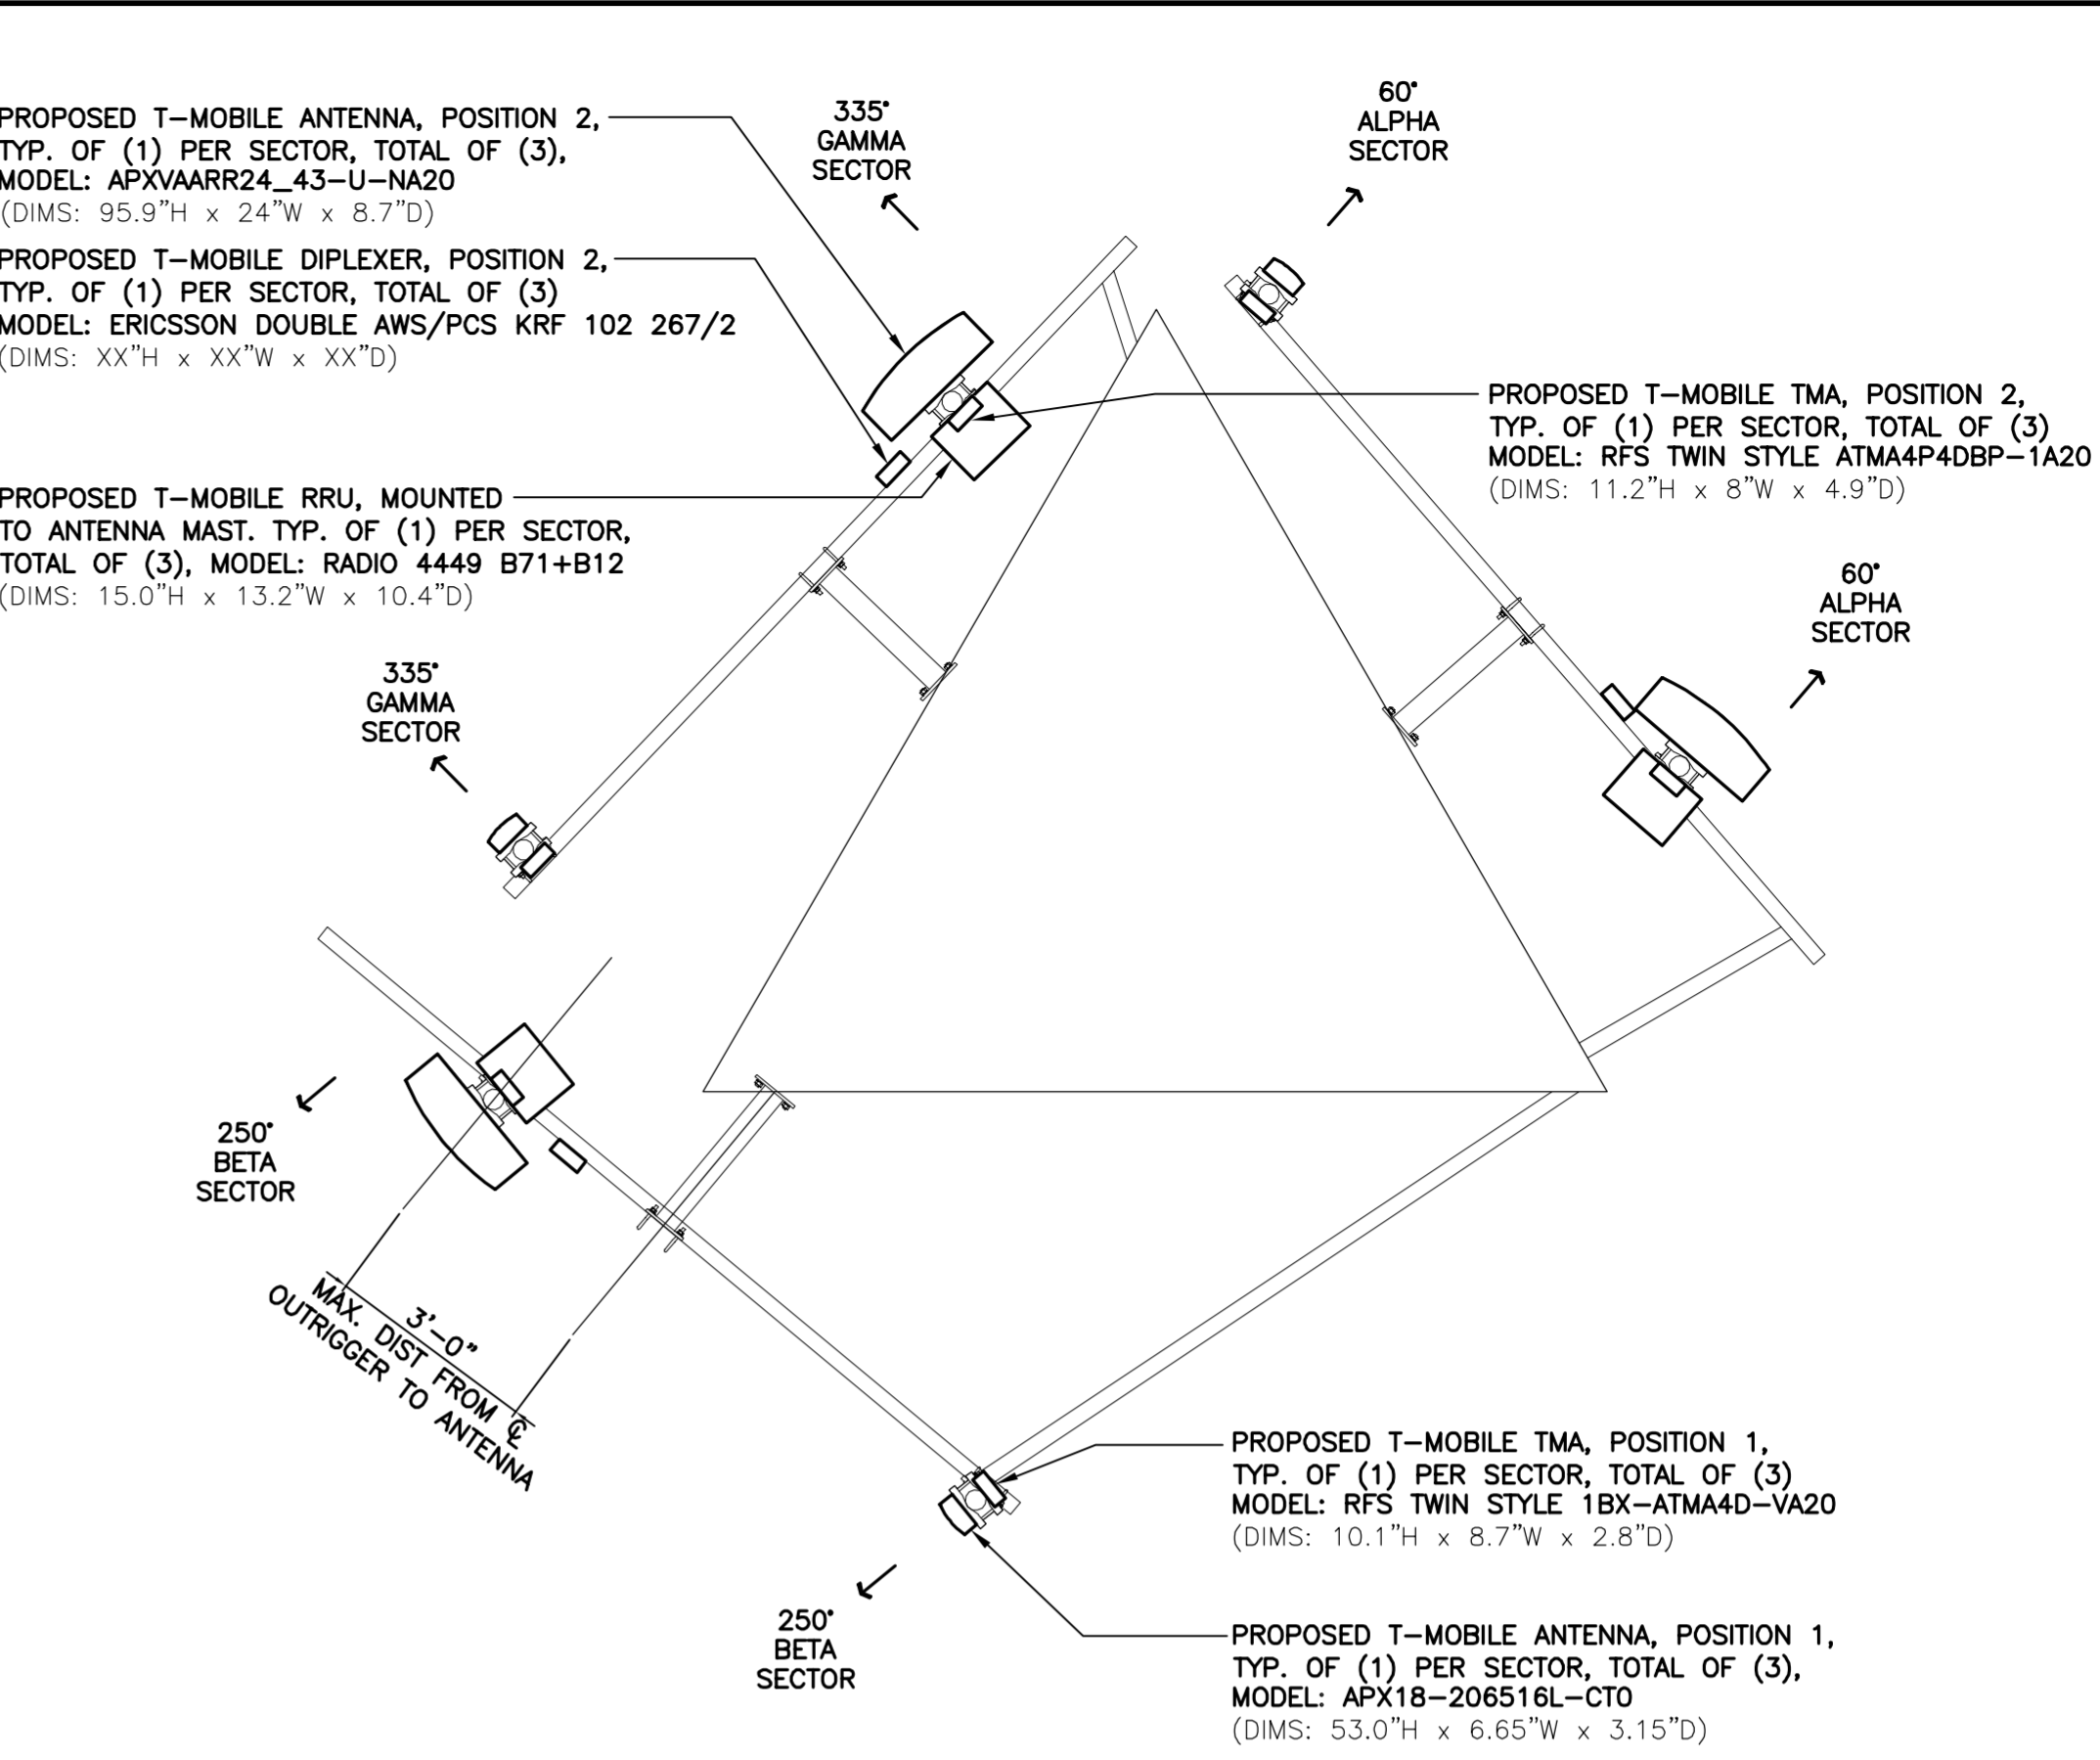 PROPOSED T-MOBILE ANTENNA, POSITION 2,
TYP. OF (1) PER SECTOR, TOTAL OF (3),
MODEL: APXVAARR24_43-U-NA20
(DIMS: 95.9"H x 24"W x 8.7"D)
PROPOSED T-MOBILE DIPLEXER, POSITION 2,
TYP. OF (1) PER SECTOR, TOTAL OF (3)
MODEL: ERICSSON DOUBLE AWS/PCS KRF 102 267/2
(DIMS: XX"H x XX"W x XX"D)
PROPOSED T-MOBILE RRU, MOUNTED
TO ANTENNA MAST. TYP. OF (1) PER SECTOR,
TOTAL OF (3), MODEL: RADIO 4449 B71+B12
(DIMS: 15.0"H x 13.2"W x 10.4"D)
335°
GAMMA
SECTOR
60°
ALPHA
SECTOR
PROPOSED T-MOBILE TMA, POSITION 2,
TYP. OF (1) PER SECTOR, TOTAL OF (3)
MODEL: RFS TWIN STYLE ATMA4P4DBP-1A20
(DIMS: 11.2"H x 8"W x 4.9"D)
60°
ALPHA
SECTOR
335°
GAMMA
SECTOR
250°
BETA
SECTOR
3'-0"
MAX. DIST FROM ℄
OUTRIGGER TO ANTENNA
PROPOSED T-MOBILE TMA, POSITION 1,
TYP. OF (1) PER SECTOR, TOTAL OF (3)
MODEL: RFS TWIN STYLE 1BX-ATMA4D-VA20
(DIMS: 10.1"H x 8.7"W x 2.8"D)
250°
BETA
SECTOR
PROPOSED T-MOBILE ANTENNA, POSITION 1,
TYP. OF (1) PER SECTOR, TOTAL OF (3),
MODEL: APX18-206516L-CT0
(DIMS: 53.0"H x 6.65"W x 3.15"D)